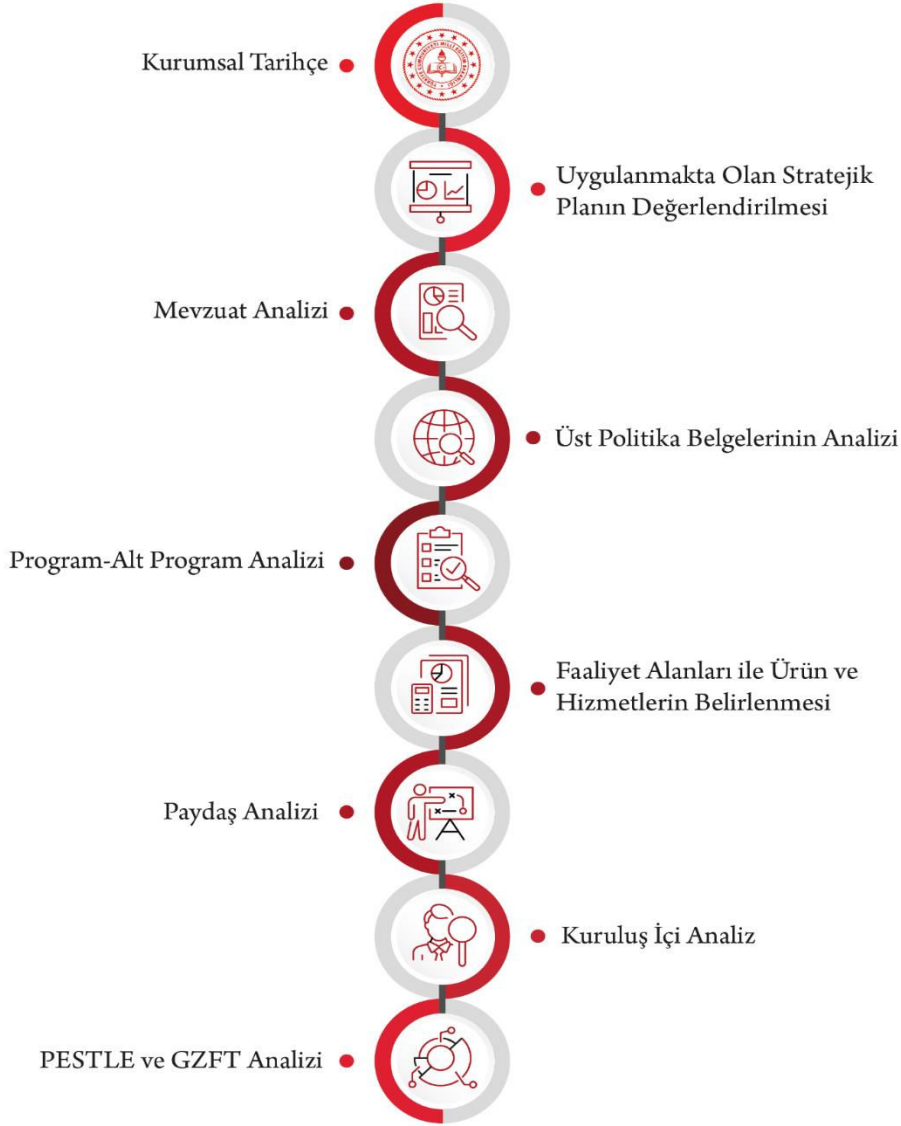 Kurumsal Tarihçe
Uygulanmakta Olan Stratejik
Planın Değerlendirilmesi
Mevzuat Analizi
Üst Politika Belgelerinin Analizi
Program-Alt Program Analizi
Faaliyet Alanları ile Ürün ve
Hizmetlerin Belirlenmesi
Paydaş Analizi
Kuruluş İçi Analiz
PESTLE ve GZFT Analizi